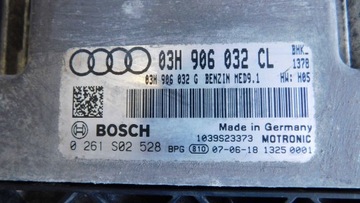 03H 906 032 CL
BHK_
1378
03H 906 032 G BENZIN MED9.1 HW: H05
BOSCH
Made in Germany
1039S23373 MOTRONIC
0 261 S02 528 BPG 810 07-06-18 1325 0001